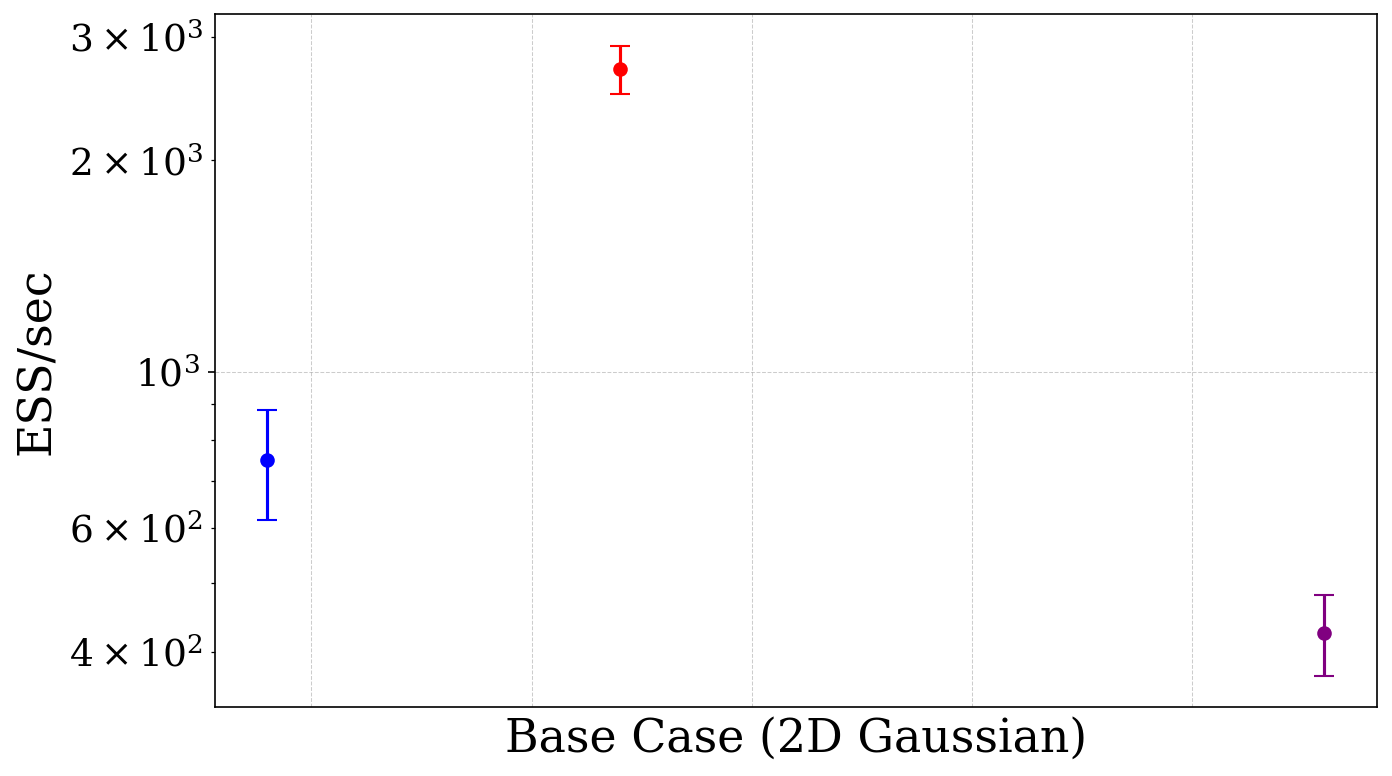 3 × 10³
2 × 10³
10³
6 × 10²
4 × 10²
ESS/sec
Base Case (2D Gaussian)